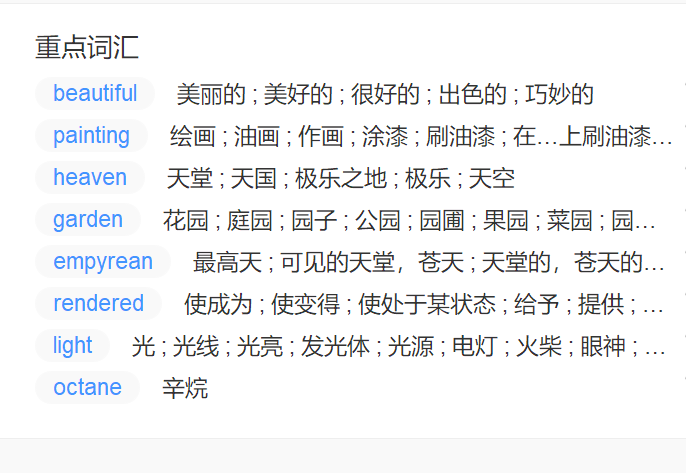 重点词汇
beautiful 美丽的 ; 美好的 ; 很好的 ; 出色的 ; 巧妙的
painting 绘画 ; 油画 ; 作画 ; 涂漆 ; 刷油漆 ; 在...上刷油漆...
heaven 天堂 ; 天国 ; 极乐之地 ; 极乐 ; 天空
garden 花园 ; 庭园 ; 园子 ; 公园 ; 园圃 ; 果园 ; 菜园 ; 园...
empyrean 最高天 ; 可见的天堂，苍天 ; 天堂的，苍天的...
rendered 使成为 ; 使变得 ; 使处于某状态 ; 给予 ; 提供 ; ...
light 光 ; 光线 ; 光亮 ; 发光体 ; 光源 ; 电灯 ; 火柴 ; 眼神 ; ...
octane 辛烷